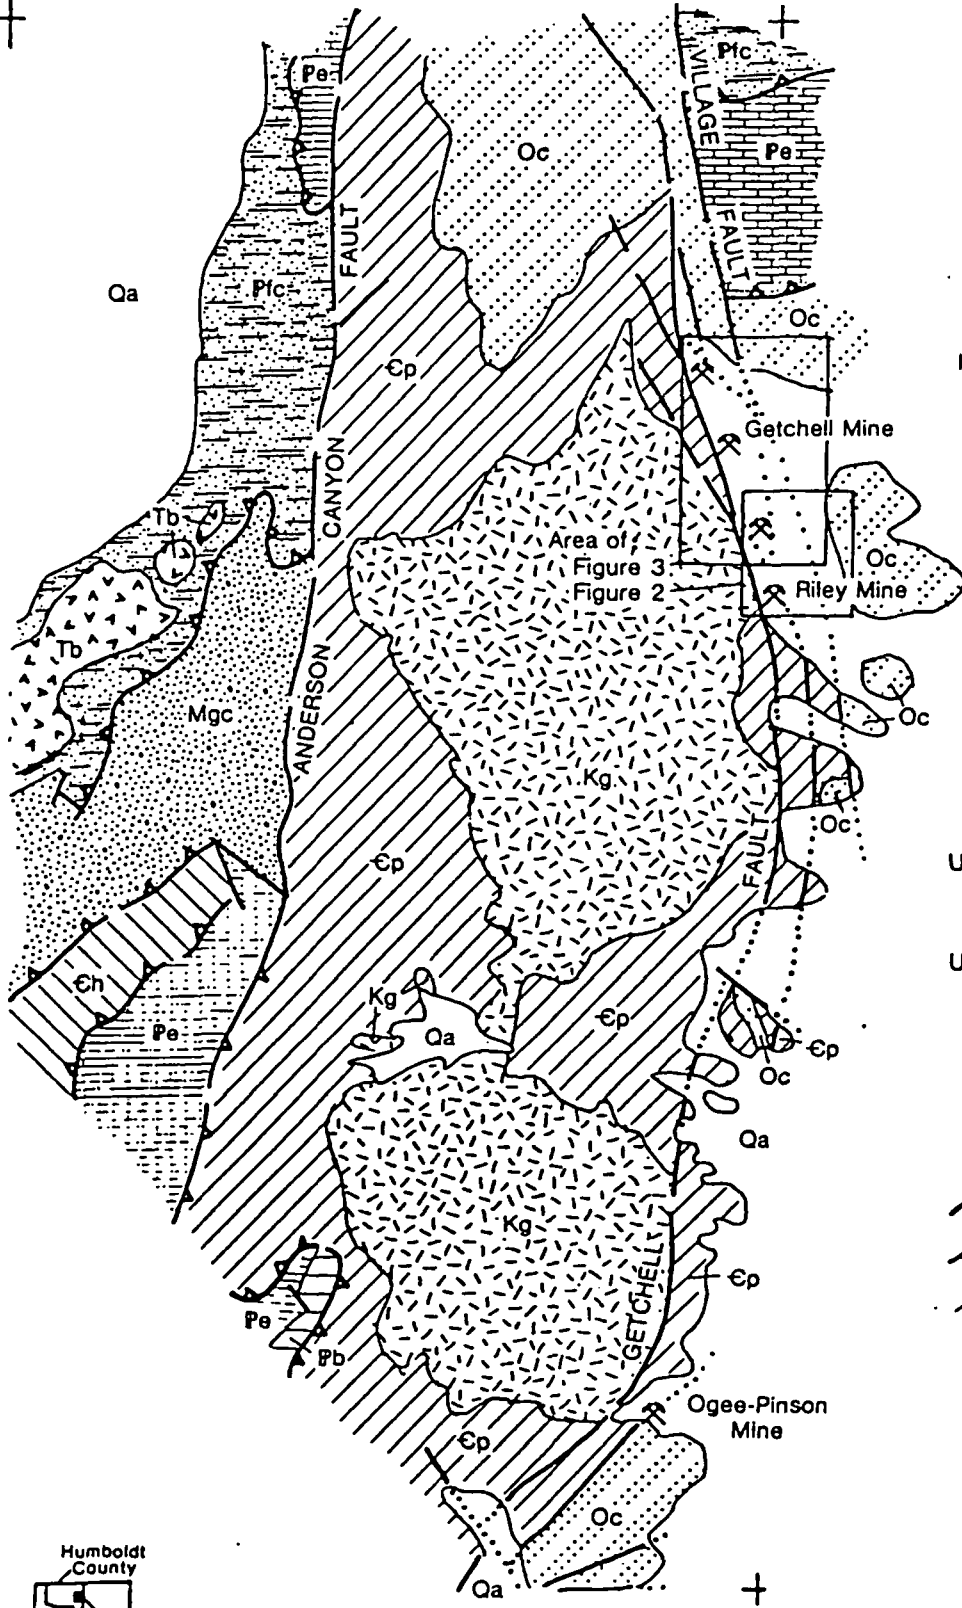 Pfc
Pe
VILLAGE FAULT
Pe
Oc
Pe
FAULT
Qa
Pfc
Oc
Єp
Getchell Mine
CANYON
Tb
Area of
Figure 3
Figure 2
Oc
Riley Mine
Tb
ANDERSON
Mgc
Oc
Kg
Oc
FAULT
Єp
U
U
Єh
Kg
Єp
Pe
Qa
Єp
Oc
Qa
Kg
Єp
GETCHELL
Pe
Pb
Ogee-Pinson
Mine
Єp
Oc
Humboldt
County
Qa